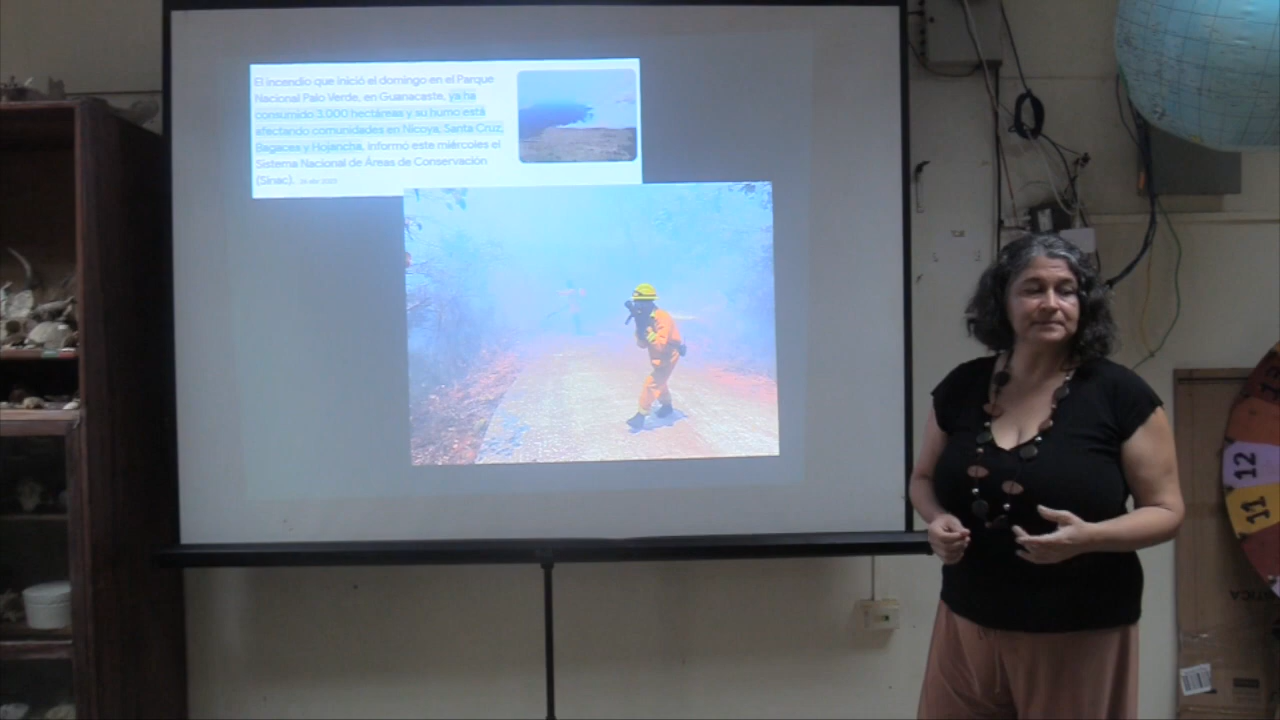 El incendio que inició el domingo en el Parque
Nacional Palo Verde, en Guanacaste, ya ha
consumido 3.000 hectáreas y su humo está
afectando comunidades en Nicoya, Santa Cruz,
Bagaces y Hojancha, informó este miércoles el
Sistema Nacional de Áreas de Conservación
(Sinac).
12
11